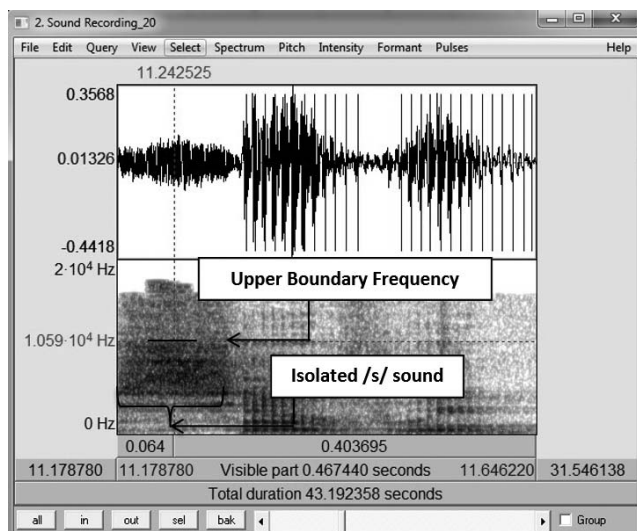 2. Sound Recording_20
File Edit Query View Select Spectrum Pitch Intensity Formant Pulses Help
11.242525
0.3568
0.01326
-0.4418
2·10⁴ Hz
Upper Boundary Frequency
1.059·10⁴ Hz
Isolated /s/ sound
0 Hz
0.064 0.403695
11.178780 11.178780 Visible part 0.467440 seconds 11.646220 31.546138
Total duration 43.192358 seconds
all in out sel bak Group